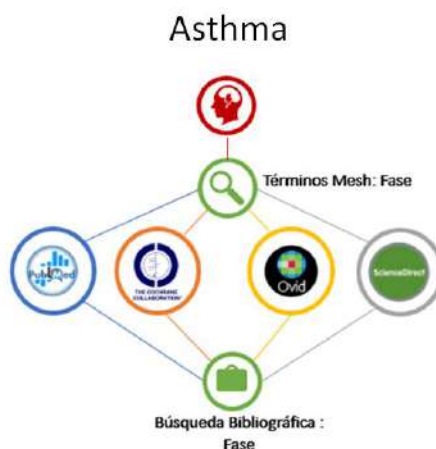 Asthma
Términos Mesh: Fase
PubMed
THE COCHRANE
COLLABORATION®
Ovid
ScienceDirect
Búsqueda Bibliográfica :
Fase